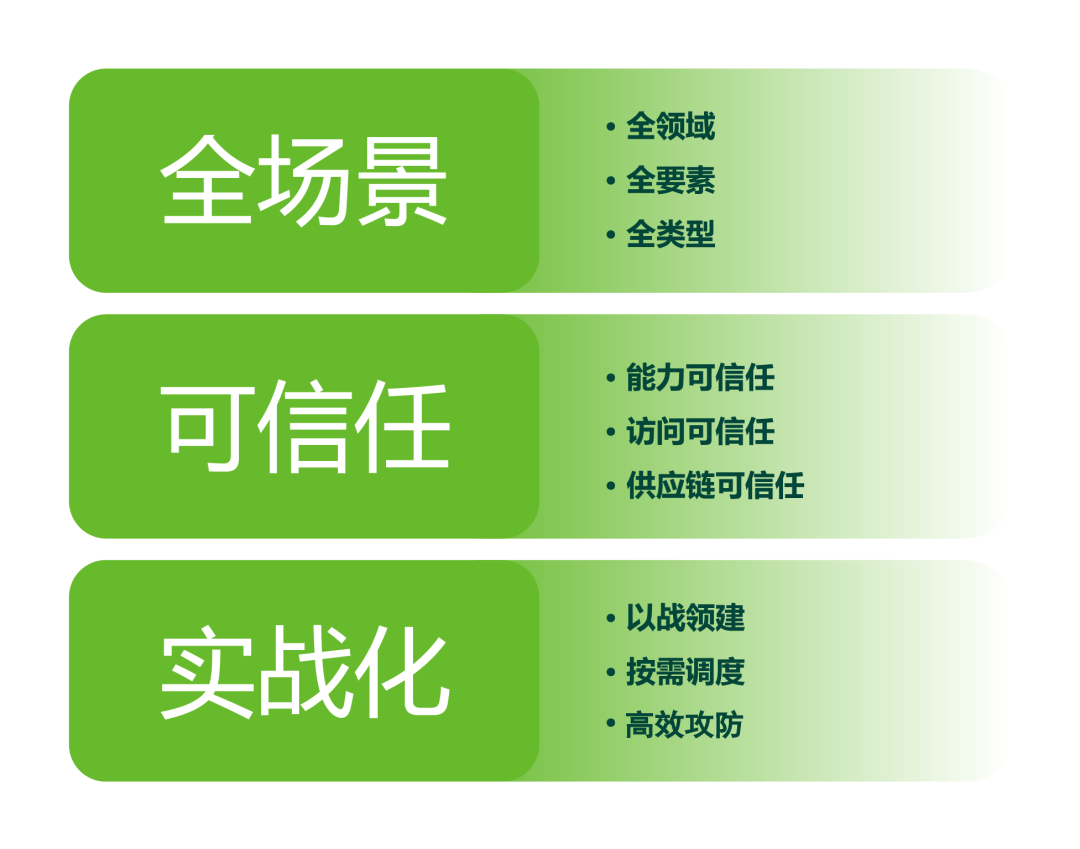 全场景
• 全领域
• 全要素
• 全类型
可信任
• 能力可信任
• 访问可信任
• 供应链可信任
实战化
• 以战领建
• 按需调度
• 高效攻防